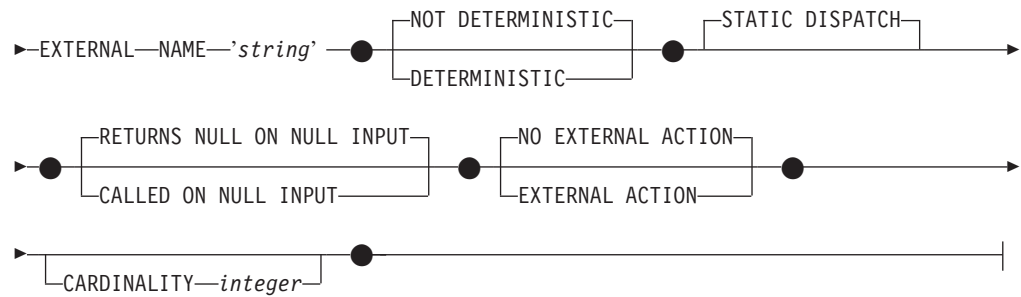 NOT DETERMINISTIC STATIC DISPATCH
EXTERNAL NAME 'string'
DETERMINISTIC
RETURNS NULL ON NULL INPUT NO EXTERNAL ACTION
CALLED ON NULL INPUT EXTERNAL ACTION
CARDINALITY integer